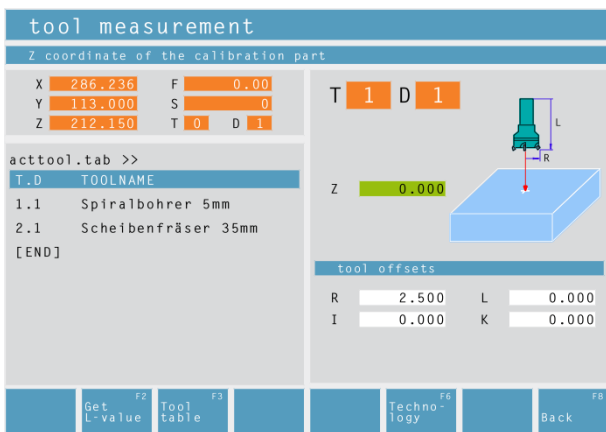 tool measurement
Z coordinate of the calibration part
X 286.236 F 0.00
Y 113.000 S 0
Z 212.150 T 0 D 1
acttool.tab >>
T.D TOOLNAME
1.1 Spiralbohrer 5mm
2.1 Scheibenfräser 35mm
[END]
T 1 D 1
L
R
Z 0.000
tool offsets
R 2.500 L 0.000
I 0.000 K 0.000
F2
Get
L-value
F3
Tool
table
F6
Techno-
logy
F8
Back